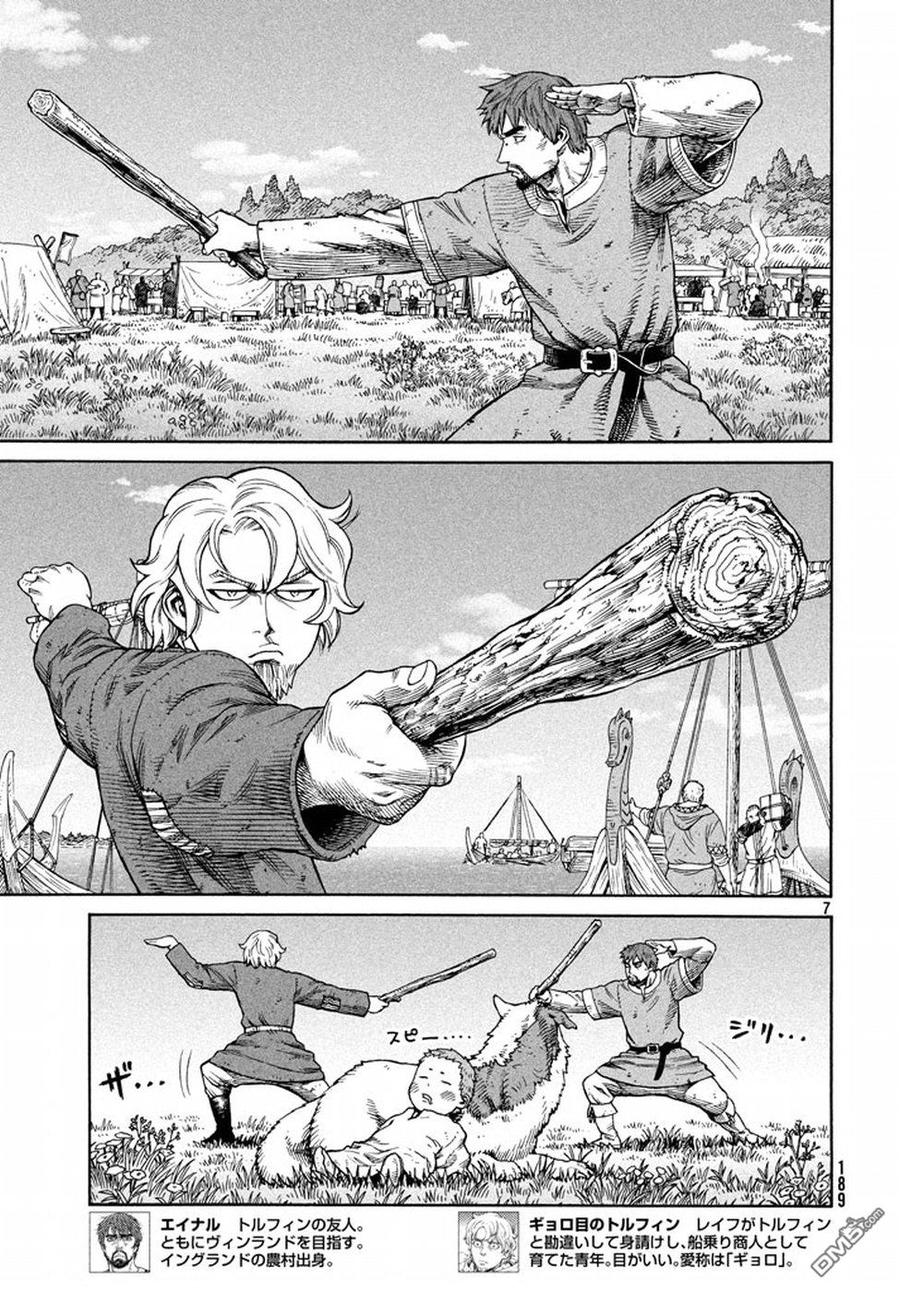 7
スピー‥‥
ジリ‥‥
ザ‥‥
エイナル　トルフィンの友人。
ともにヴィンランドを目指す。
イングランドの農村出身。
ギョロ目のトルフィン　レイフがトルフィン
と勘違いして身請けし、船乗り商人として
育てた青年。目がいい。愛称は「ギョロ」。
189
DM5.com